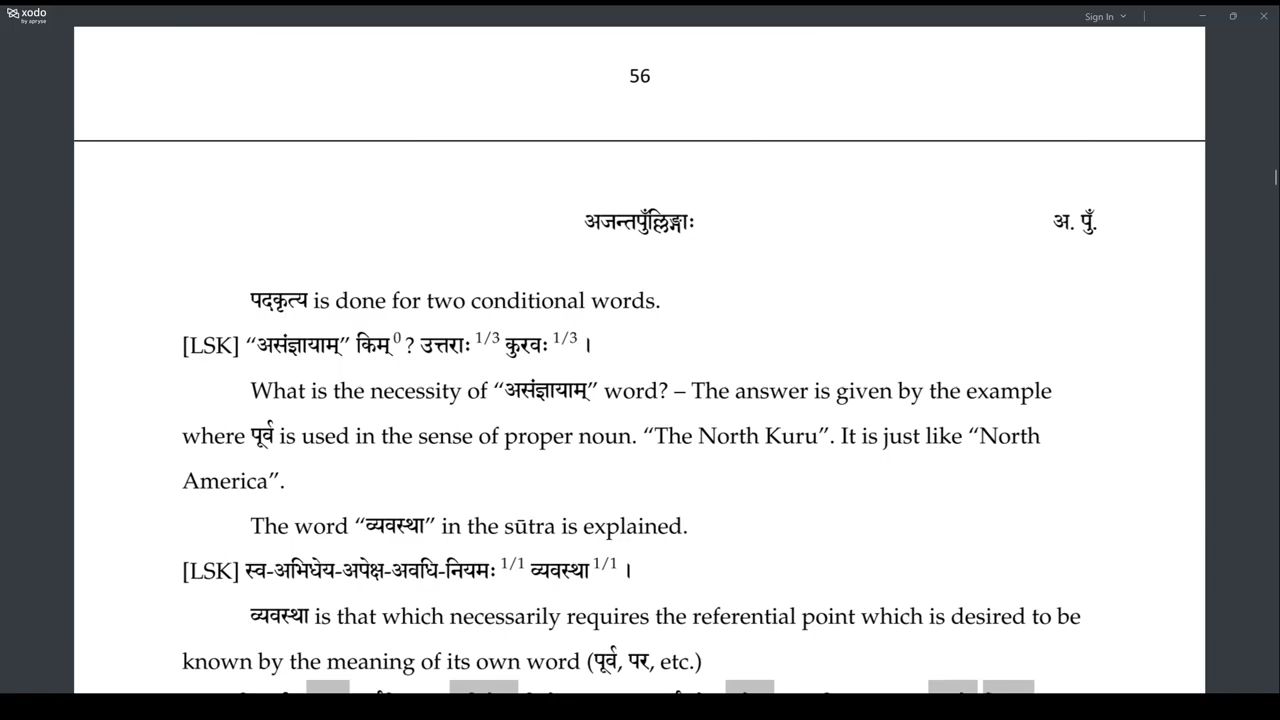 xodo
by apryse
Sign In
56
अजन्तपुँल्लिङ्गाः अ. पुँ.
पदकृत्य is done for two conditional words.
[LSK] “असंज्ञायाम्” किम् 0 ? उत्तराः 1/3 कुरवः 1/3 ।
What is the necessity of “असंज्ञायाम्” word? – The answer is given by the example
where पूर्व is used in the sense of proper noun. “The North Kuru”. It is just like “North
America”.
The word “व्यवस्था” in the sūtra is explained.
[LSK] स्व-अभिधेय-अपेक्ष-अवधि-नियमः 1/1 व्यवस्था 1/1 ।
व्यवस्था is that which necessarily requires the referential point which is desired to be
known by the meaning of its own word (पूर्व, पर, etc.)